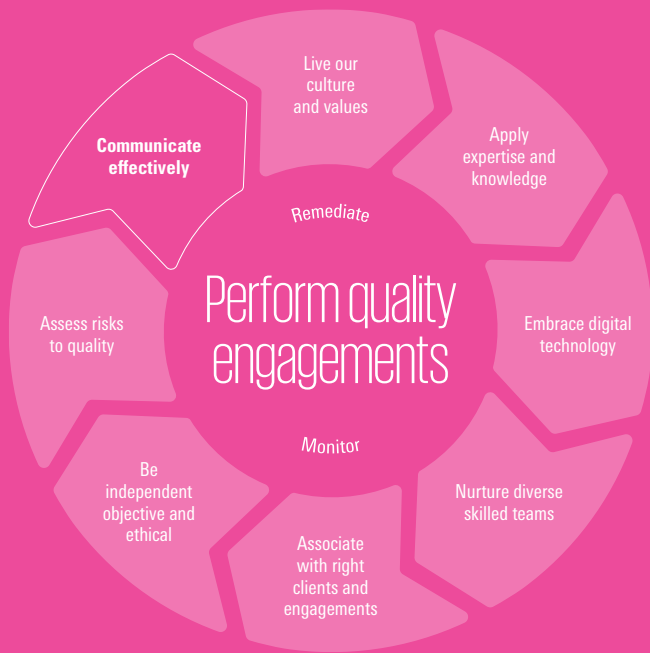 Live our
culture
and values
Apply
expertise and
knowledge
Embrace digital
technology
Nurture diverse
skilled teams
Associate
with right
clients and
engagements
Be
independent
objective and
ethical
Assess risks
to quality
Communicate
effectively
Remediate
Perform quality
engagements
Monitor